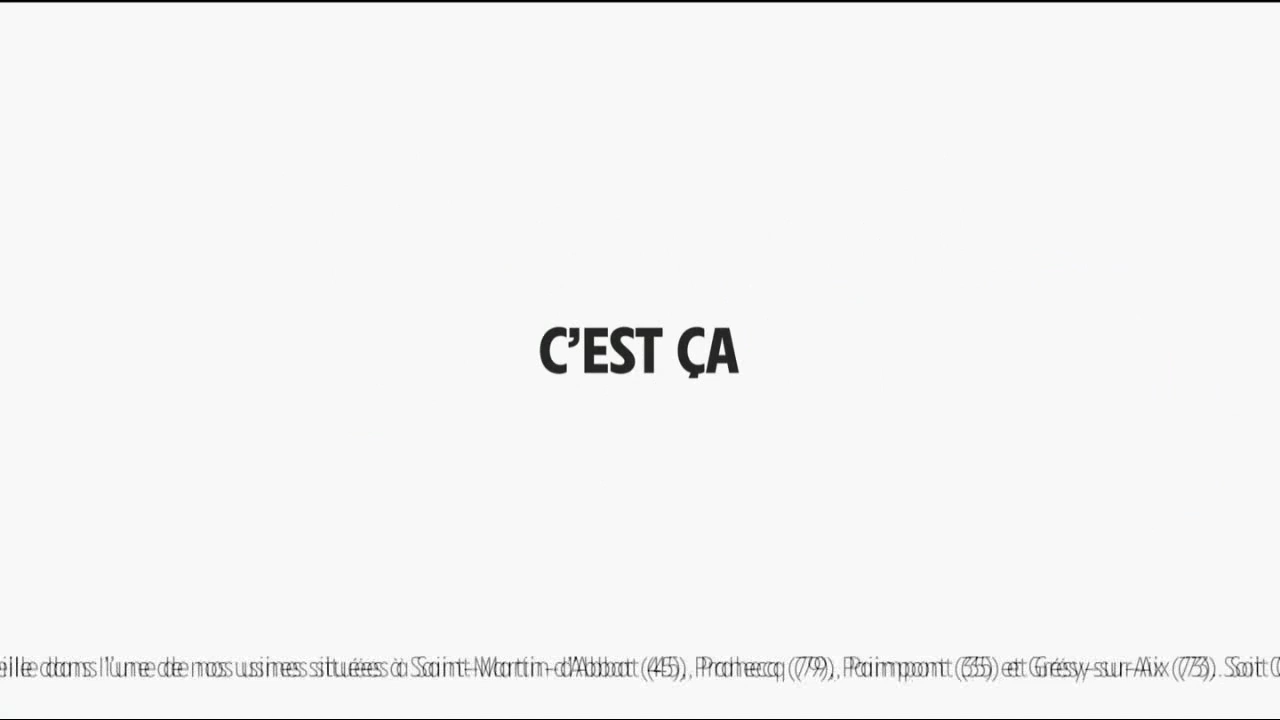 C’EST ÇA
dans l'une de nos usines situées à Saint-Martin-d'Abbat (45), Prahecq (79), Paimpont (35) et Grésy-sur-Aix (73). Soit